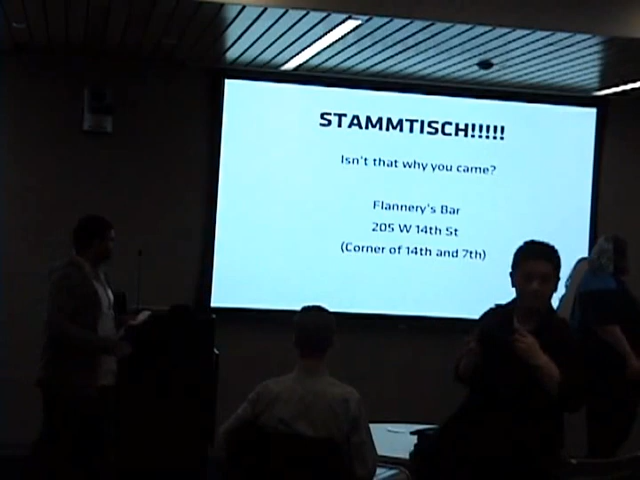 STAMMTISCH!!!!!
Isn't that why you came?
Flannery's Bar
205 W 14th St
(Corner of 14th and 7th)